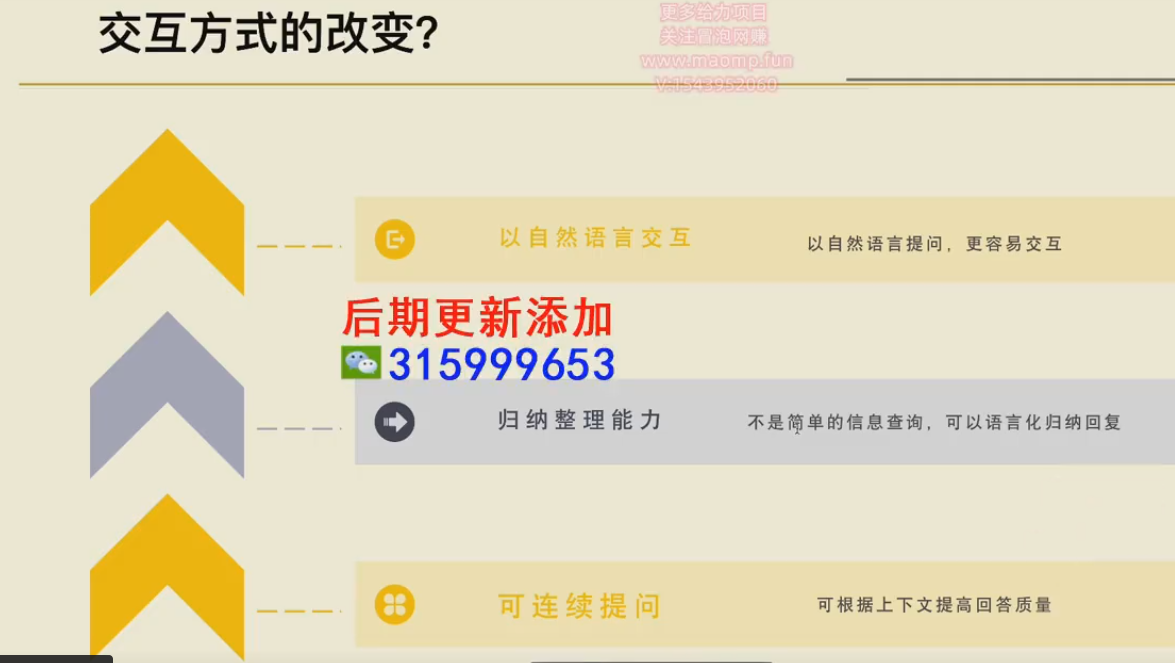 交互方式的改变?
更多给力项目
关注冒泡网赚
www.maomp.fun
V:1543952060
以自然语言交互
以自然语言提问，更容易交互
后期更新添加
315999653
归纳整理能力
不是简单的信息查询，可以语言化归纳回复
可连续提问
可根据上下文提高回答质量